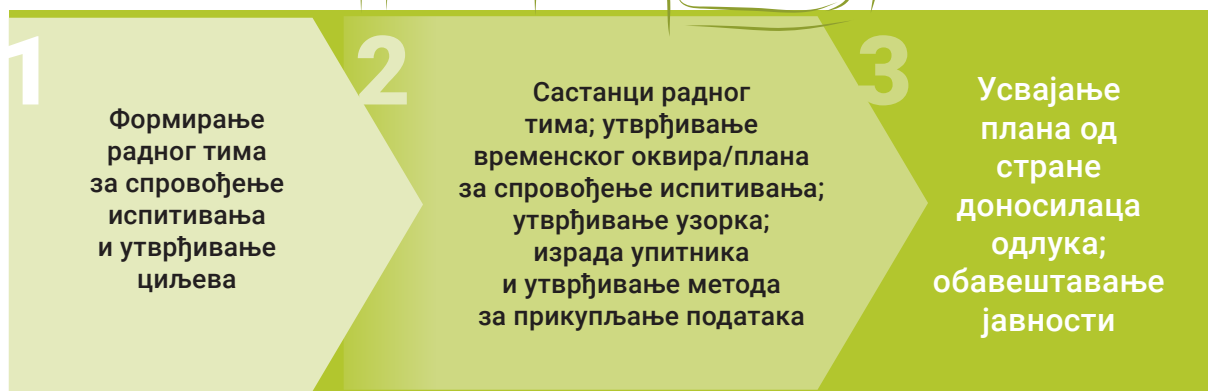 1
Формирање
радног тима
за спровођење
испитивања
и утврђивање
циљева
2
Састанци радног
тима; утврђивање
временског оквира/плана
за спровођење испитивања;
утврђивање узорка;
израда упитника
и утврђивање метода
за прикупљање података
3
Усвајање
плана од
стране
доносилаца
одлука;
обавештавање
јавности